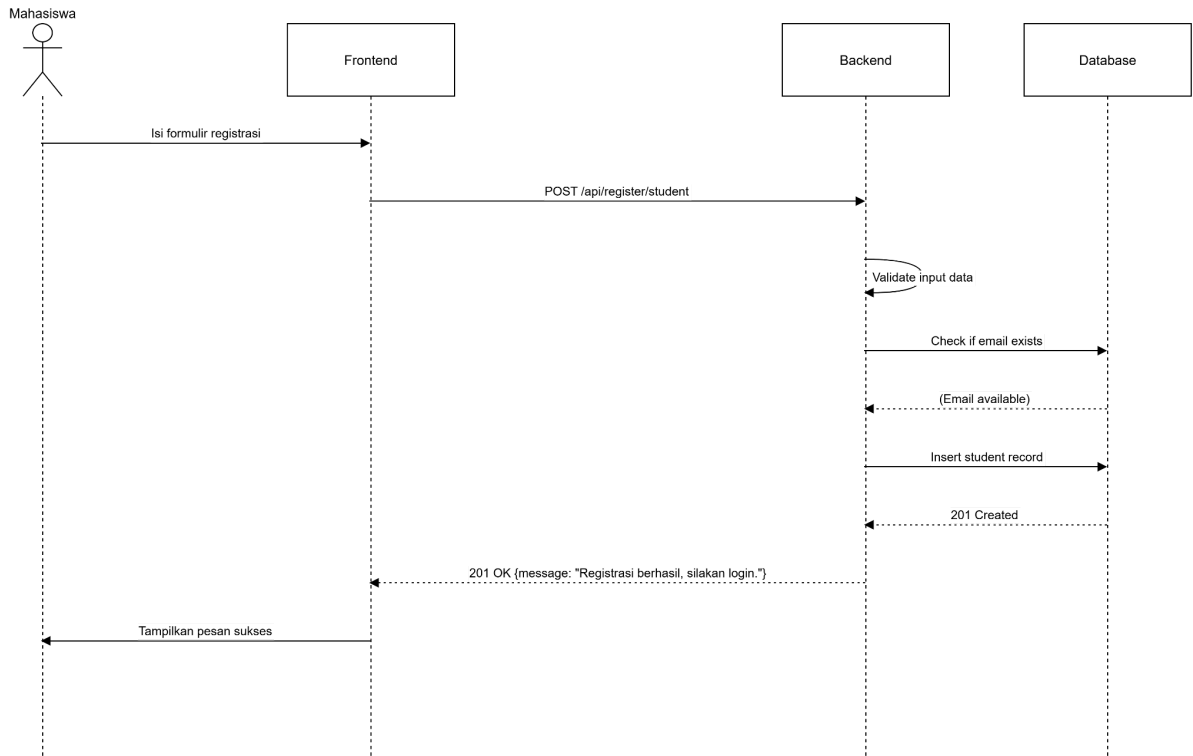 Mahasiswa
Frontend
Backend
Database
Isi formulir registrasi
POST /api/register/student
Validate input data
Check if email exists
(Email available)
Insert student record
201 Created
201 OK {message: "Registrasi berhasil, silakan login."}
Tampilkan pesan sukses